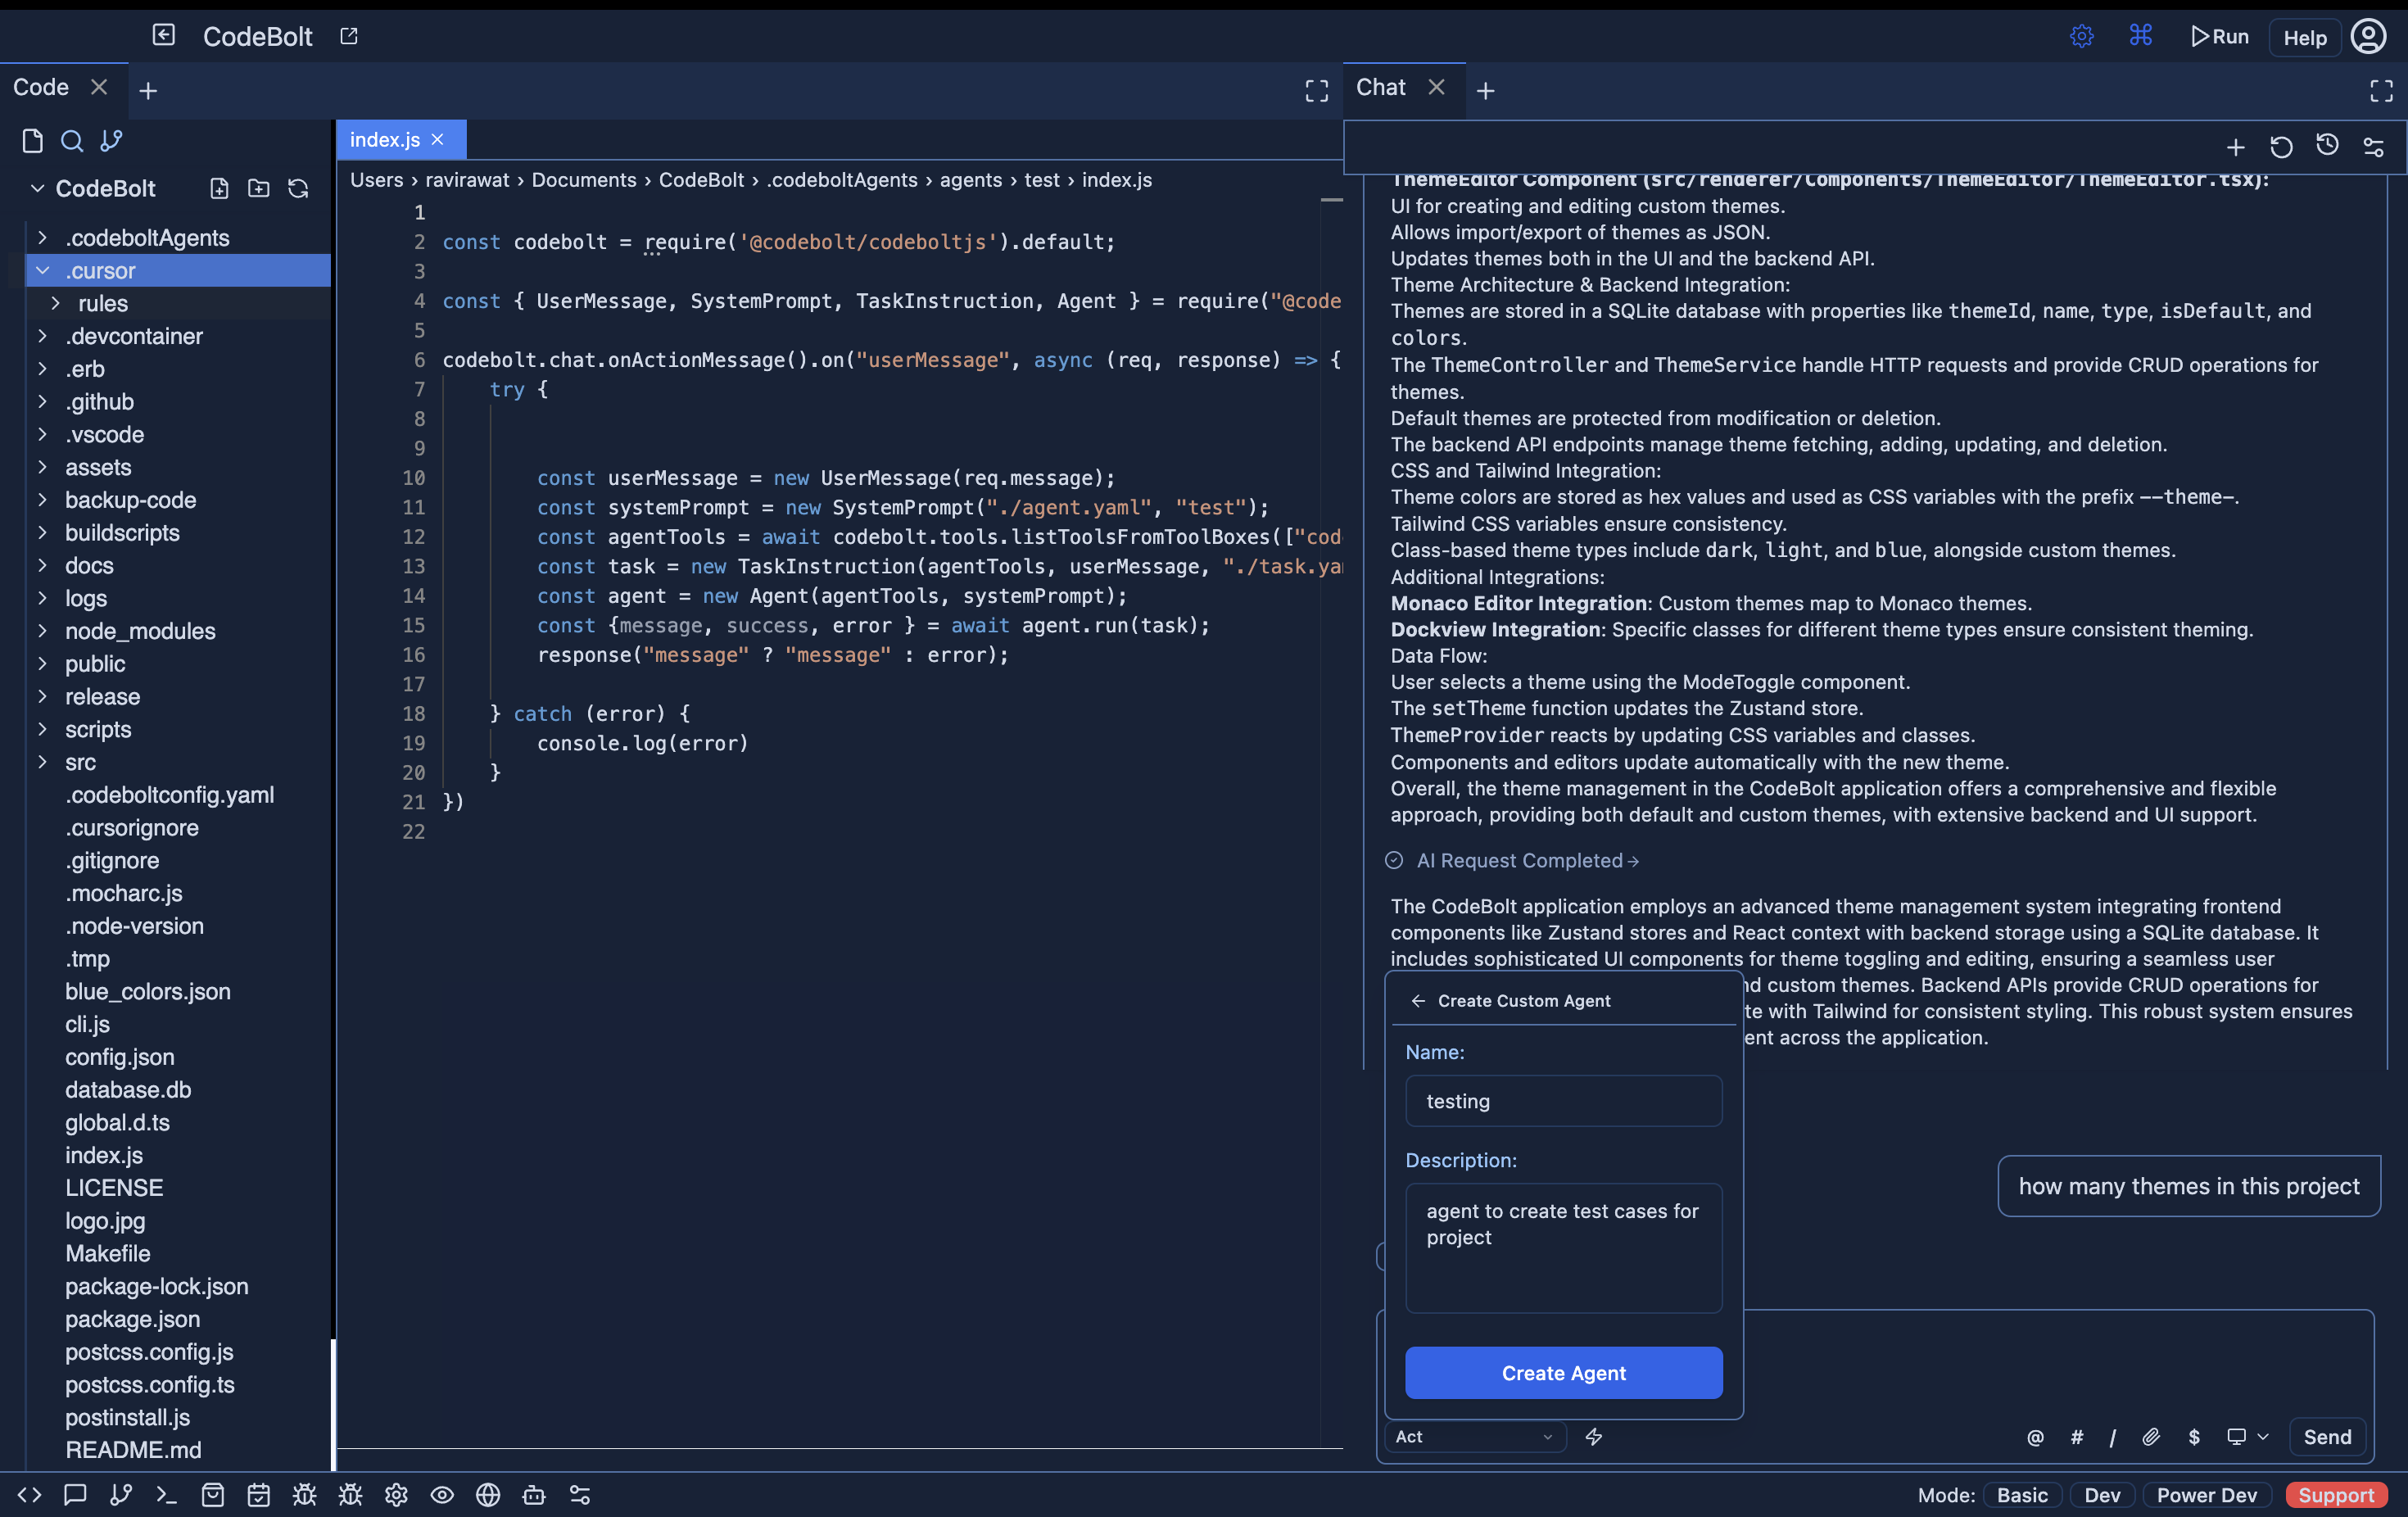 CodeBolt
Run
Help
Code
Chat
index.js
CodeBolt
.codeboltAgents
.cursor
rules
.devcontainer
.erb
.github
.vscode
assets
backup-code
buildscripts
docs
logs
node_modules
public
release
scripts
src
.codeboltconfig.yaml
.cursorignore
.gitignore
.mocharc.js
.node-version
.tmp
blue_colors.json
cli.js
config.json
database.db
global.d.ts
index.js
LICENSE
logo.jpg
Makefile
package-lock.json
package.json
postcss.config.js
postcss.config.ts
postinstall.js
README.md
Users › ravirawat › Documents › CodeBolt › .codeboltAgents › agents › test › index.js
1
2 const codebolt = require('@codebolt/codeboltjs').default;
3
4 const { UserMessage, SystemPrompt, TaskInstruction, Agent } = require("@code
5
6 codebolt.chat.onActionMessage().on("userMessage", async (req, response) => {
7 try {
8
9
10 const userMessage = new UserMessage(req.message);
11 const systemPrompt = new SystemPrompt("./agent.yaml", "test");
12 const agentTools = await codebolt.tools.listToolsFromToolBoxes(["cod
13 const task = new TaskInstruction(agentTools, userMessage, "./task.ya
14 const agent = new Agent(agentTools, systemPrompt);
15 const {message, success, error } = await agent.run(task);
16 response("message" ? "message" : error);
17
18 } catch (error) {
19 console.log(error)
20 }
21 })
22
ThemeEditor Component (src/renderer/Components/ThemeEditor/ThemeEditor.tsx):
UI for creating and editing custom themes.
Allows import/export of themes as JSON.
Updates themes both in the UI and the backend API.
Theme Architecture & Backend Integration:
Themes are stored in a SQLite database with properties like themeId, name, type, isDefault, and
colors.
The ThemeController and ThemeService handle HTTP requests and provide CRUD operations for
themes.
Default themes are protected from modification or deletion.
The backend API endpoints manage theme fetching, adding, updating, and deletion.
CSS and Tailwind Integration:
Theme colors are stored as hex values and used as CSS variables with the prefix --theme-.
Tailwind CSS variables ensure consistency.
Class-based theme types include dark, light, and blue, alongside custom themes.
Additional Integrations:
Monaco Editor Integration: Custom themes map to Monaco themes.
Dockview Integration: Specific classes for different theme types ensure consistent theming.
Data Flow:
User selects a theme using the ModeToggle component.
The setTheme function updates the Zustand store.
ThemeProvider reacts by updating CSS variables and classes.
Components and editors update automatically with the new theme.
Overall, the theme management in the CodeBolt application offers a comprehensive and flexible
approach, providing both default and custom themes, with extensive backend and UI support.
AI Request Completed →
The CodeBolt application employs an advanced theme management system integrating frontend
components like Zustand stores and React context with backend storage using a SQLite database. It
includes sophisticated UI components for theme toggling and editing, ensuring a seamless user
nd custom themes. Backend APIs provide CRUD operations for
te with Tailwind for consistent styling. This robust system ensures
ent across the application.
how many themes in this project
← Create Custom Agent
Name:
testing
Description:
agent to create test cases for
project
Create Agent
Act
@ # / $
Send
Mode: Basic Dev Power Dev Support